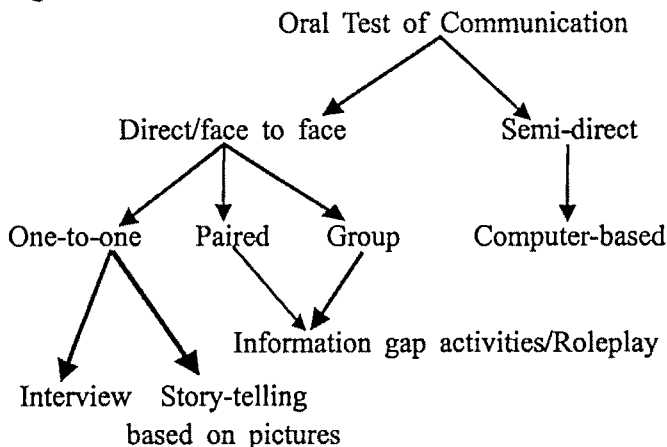 Oral Test of Communication
Direct/face to face Semi-direct
One-to-one Paired Group Computer-based
Information gap activities/Roleplay
Interview Story-telling
based on pictures